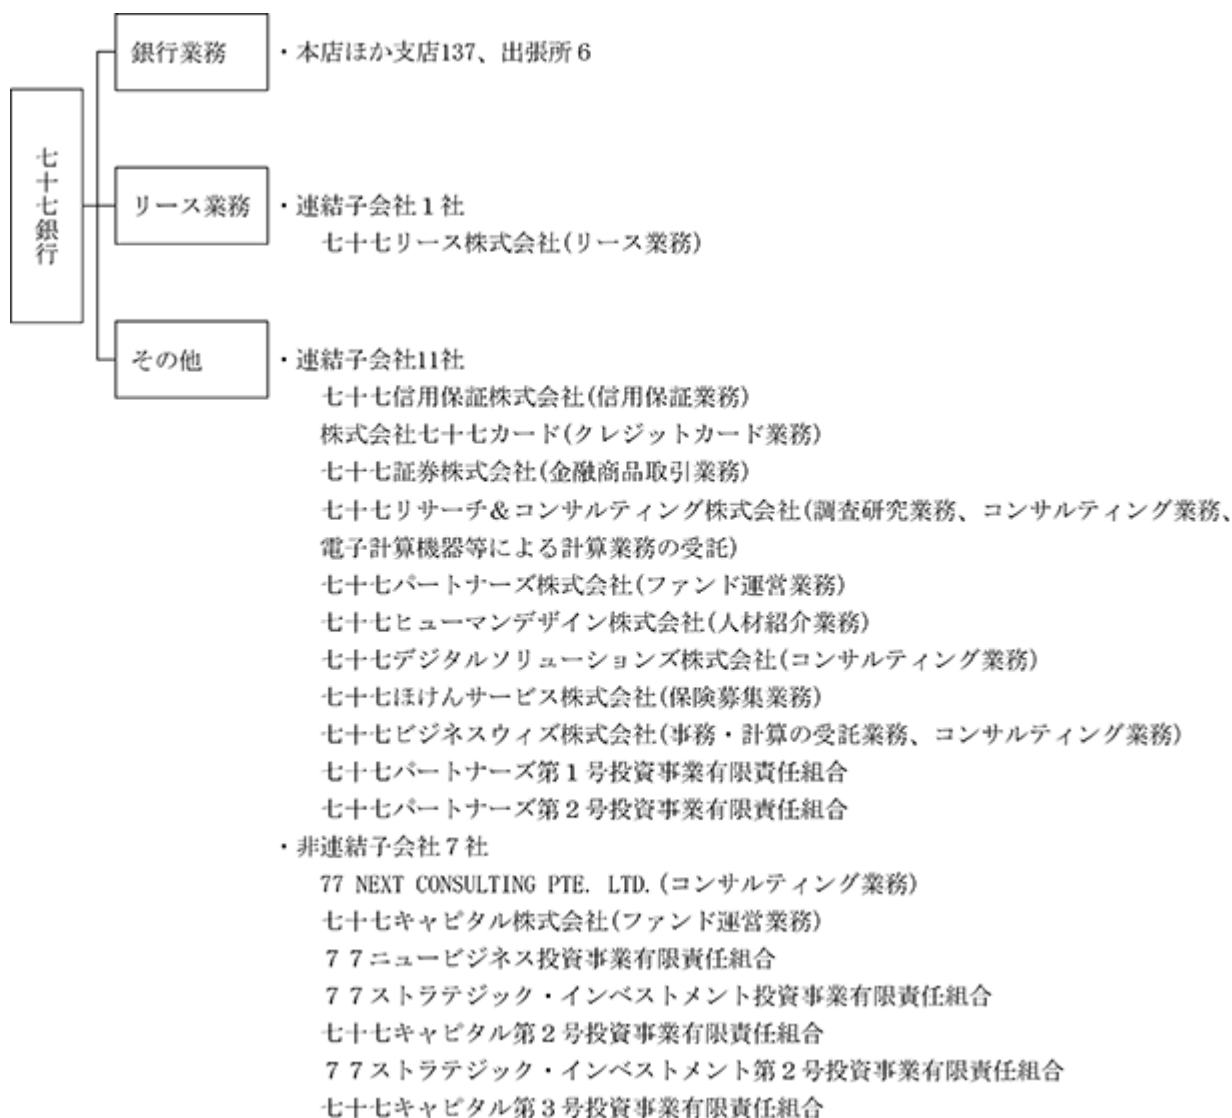 七十七銀行
銀行業務
・本店ほか支店137、出張所６
リース業務
・連結子会社１社
七十七リース株式会社(リース業務)
その他
・連結子会社11社
七十七信用保証株式会社(信用保証業務)
株式会社七十七カード(クレジットカード業務)
七十七証券株式会社(金融商品取引業務)
七十七リサーチ＆コンサルティング株式会社(調査研究業務、コンサルティング業務、
電子計算機器等による計算業務の受託)
七十七パートナーズ株式会社(ファンド運営業務)
七十七ヒューマンデザイン株式会社(人材紹介業務)
七十七デジタルソリューションズ株式会社(コンサルティング業務)
七十七ほけんサービス株式会社(保険募集業務)
七十七ビジネスウィズ株式会社(事務・計算の受託業務、コンサルティング業務)
七十七パートナーズ第１号投資事業有限責任組合
七十七パートナーズ第２号投資事業有限責任組合
・非連結子会社７社
77 NEXT CONSULTING PTE. LTD.(コンサルティング業務)
七十七キャピタル株式会社(ファンド運営業務)
７７ニュービジネス投資事業有限責任組合
７７ストラテジック・インベストメント投資事業有限責任組合
七十七キャピタル第２号投資事業有限責任組合
７７ストラテジック・インベストメント第２号投資事業有限責任組合
七十七キャピタル第３号投資事業有限責任組合